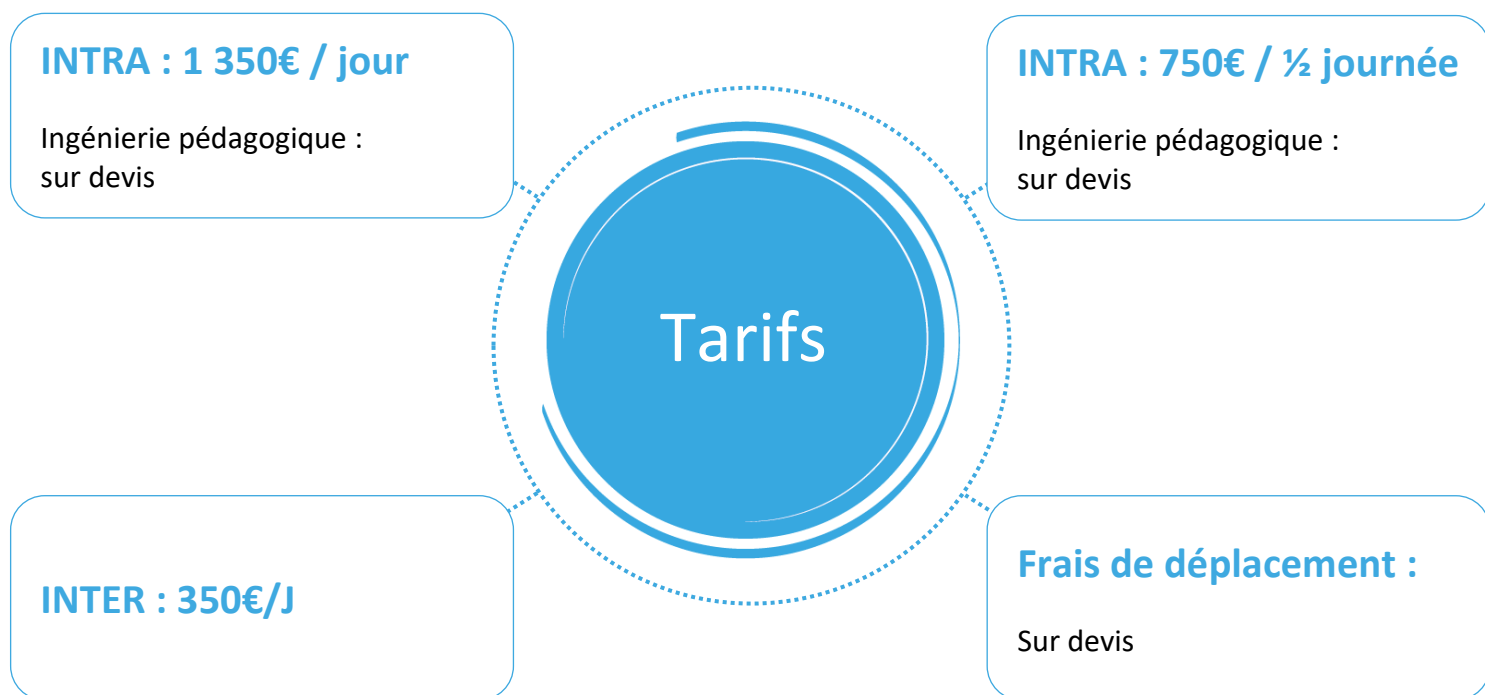 INTRA : 1 350€ / jour
Ingénierie pédagogique :
sur devis
INTRA : 750€ / ½ journée
Ingénierie pédagogique :
sur devis
Tarifs
INTER : 350€/J
Frais de déplacement :
Sur devis